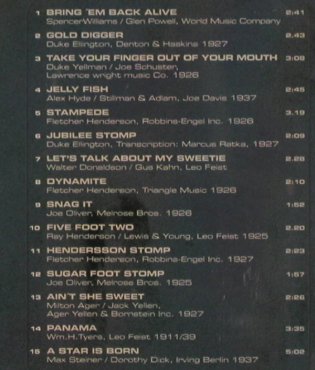 1 BRING 'EM BACK ALIVE 2:41
SpencerWilliams / Glen Powell, World Music Company
2 GOLD DIGGER 2.43
Duke Ellington, Denton & Haskins 1927
3 TAKE YOUR FINGER OUT OF YOUR MOUTH 3:08
Duke Yellman / Joe Schuster,
Lawrence wright music Co. 1926
4 JELLY FISH 2:45
Alex Hyde / Stillman & Adlam, Joe Davis 1937
5 STAMPEDE 3.19
Fletcher Henderson, Robbins-Engel Inc. 1926
6 JUBILEE STOMP 2:09
Duke Ellington, Transcription: Marcus Ratka, 1927
7 LET'S TALK ABOUT MY SWEETIE 2.28
Walter Donaldson / Gus Kahn, Leo Feist
8 DYNAMITE 2:10
Fletcher Henderson, Triangle Music 1926
9 SNAG IT 1:52
Joe Oliver, Melrose Bros. 1926
10 FIVE FOOT TWO 2.20
Ray Henderson / Lewis & Young, Leo Feist 1925
11 HENDERSSON STOMP 2:23
Fletcher Henderson, Robbins-Engel Inc. 1927
12 SUGAR FOOT STOMP 1:57
Joe Oliver, Melrose Bros. 1925
13 AIN'T SHE SWEET 2:26
Milton Ager / Jack Yellen,
Ager Yellen & Bornstein Inc. 1927
14 PANAMA 3:35
Wm.H.Tyers, Leo Feist 1911/39
15 A STAR IS BORN 5:02
Max Steiner / Dorothy Dick, Irving Berlin 1937